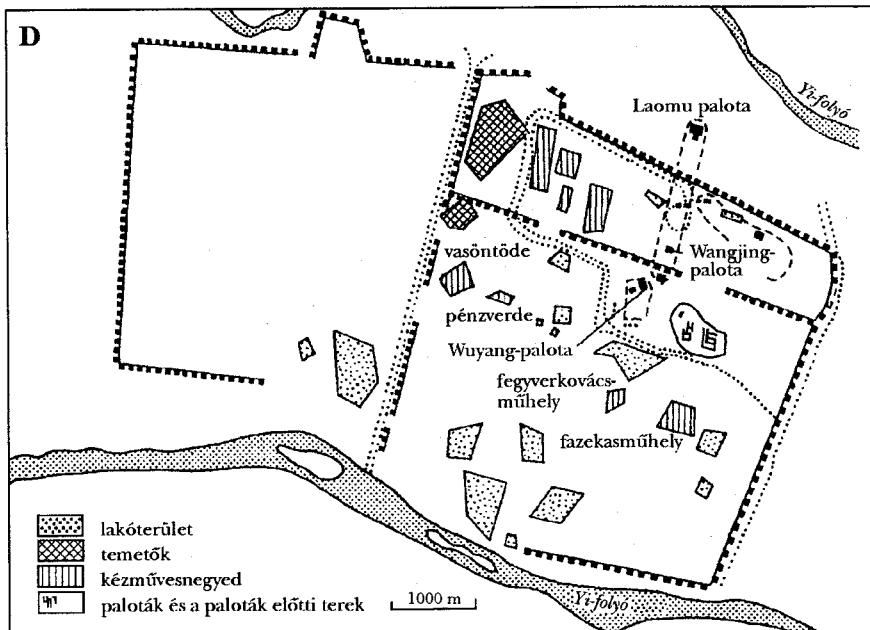 D
Yi-folyó
Laomu palota
Wangjing-
palota
vasöntöde
pénzverde
Wuyang-palota
fegyverkovács-
műhely
fazekasműhely
lakóterület
temetők
kézművesnegyed
paloták és a paloták előtti terek
1000 m
Yi-folyó